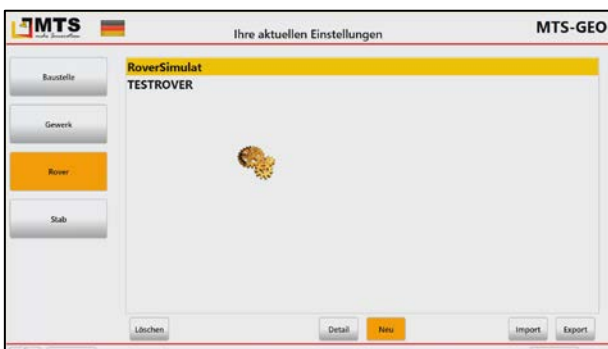 MTS
Ihre aktuellen Einstellungen
MTS-GEO
Baustelle
Gewerk
Rover
Stab
RoverSimulat
TESTROVER
Löschen
Detail
Neu
Import
Export